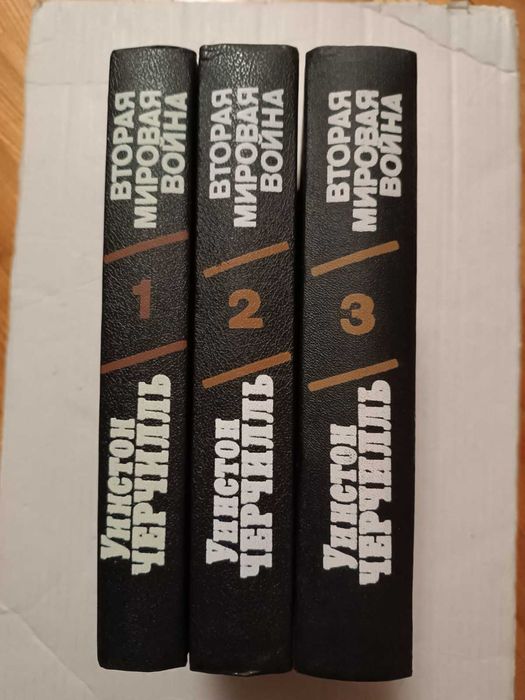 ВТОРАЯ
МИРОВАЯ
ВОЙНА
1
Уинстон
ЧЕРЧИЛЛЬ
ВТОРАЯ
МИРОВАЯ
ВОЙНА
2
Уинстон
ЧЕРЧИЛЛЬ
ВТОРАЯ
МИРОВАЯ
ВОЙНА
3
Уинстон
ЧЕРЧИЛЛЬ